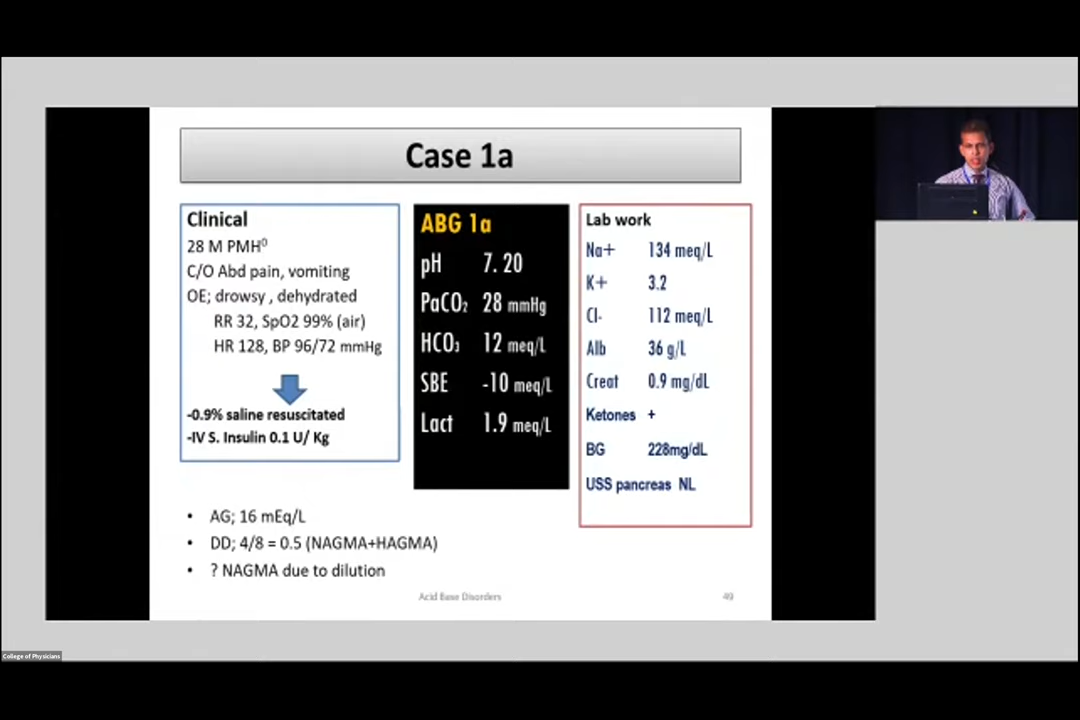 Case 1a
Clinical
28 M PMH⁰
C/O Abd pain, vomiting
OE; drowsy , dehydrated
RR 32, SpO2 99% (air)
HR 128, BP 96/72 mmHg
-0.9% saline resuscitated
-IV S. Insulin 0.1 U/ Kg
ABG 1a
pH 7. 20
PaCO₂ 28 mmHg
HCO₃ 12 meq/L
SBE -10 meq/L
Lact 1.9 meq/L
Lab work
Na+ 134 meq/L
K+ 3.2
Cl- 112 meq/L
Alb 36 g/L
Creat 0.9 mg/dL
Ketones +
BG 228mg/dL
USS pancreas NL
• AG; 16 mEq/L
• DD; 4/8 = 0.5 (NAGMA+HAGMA)
• ? NAGMA due to dilution
Acid Base Disorders
49
College of Physicians